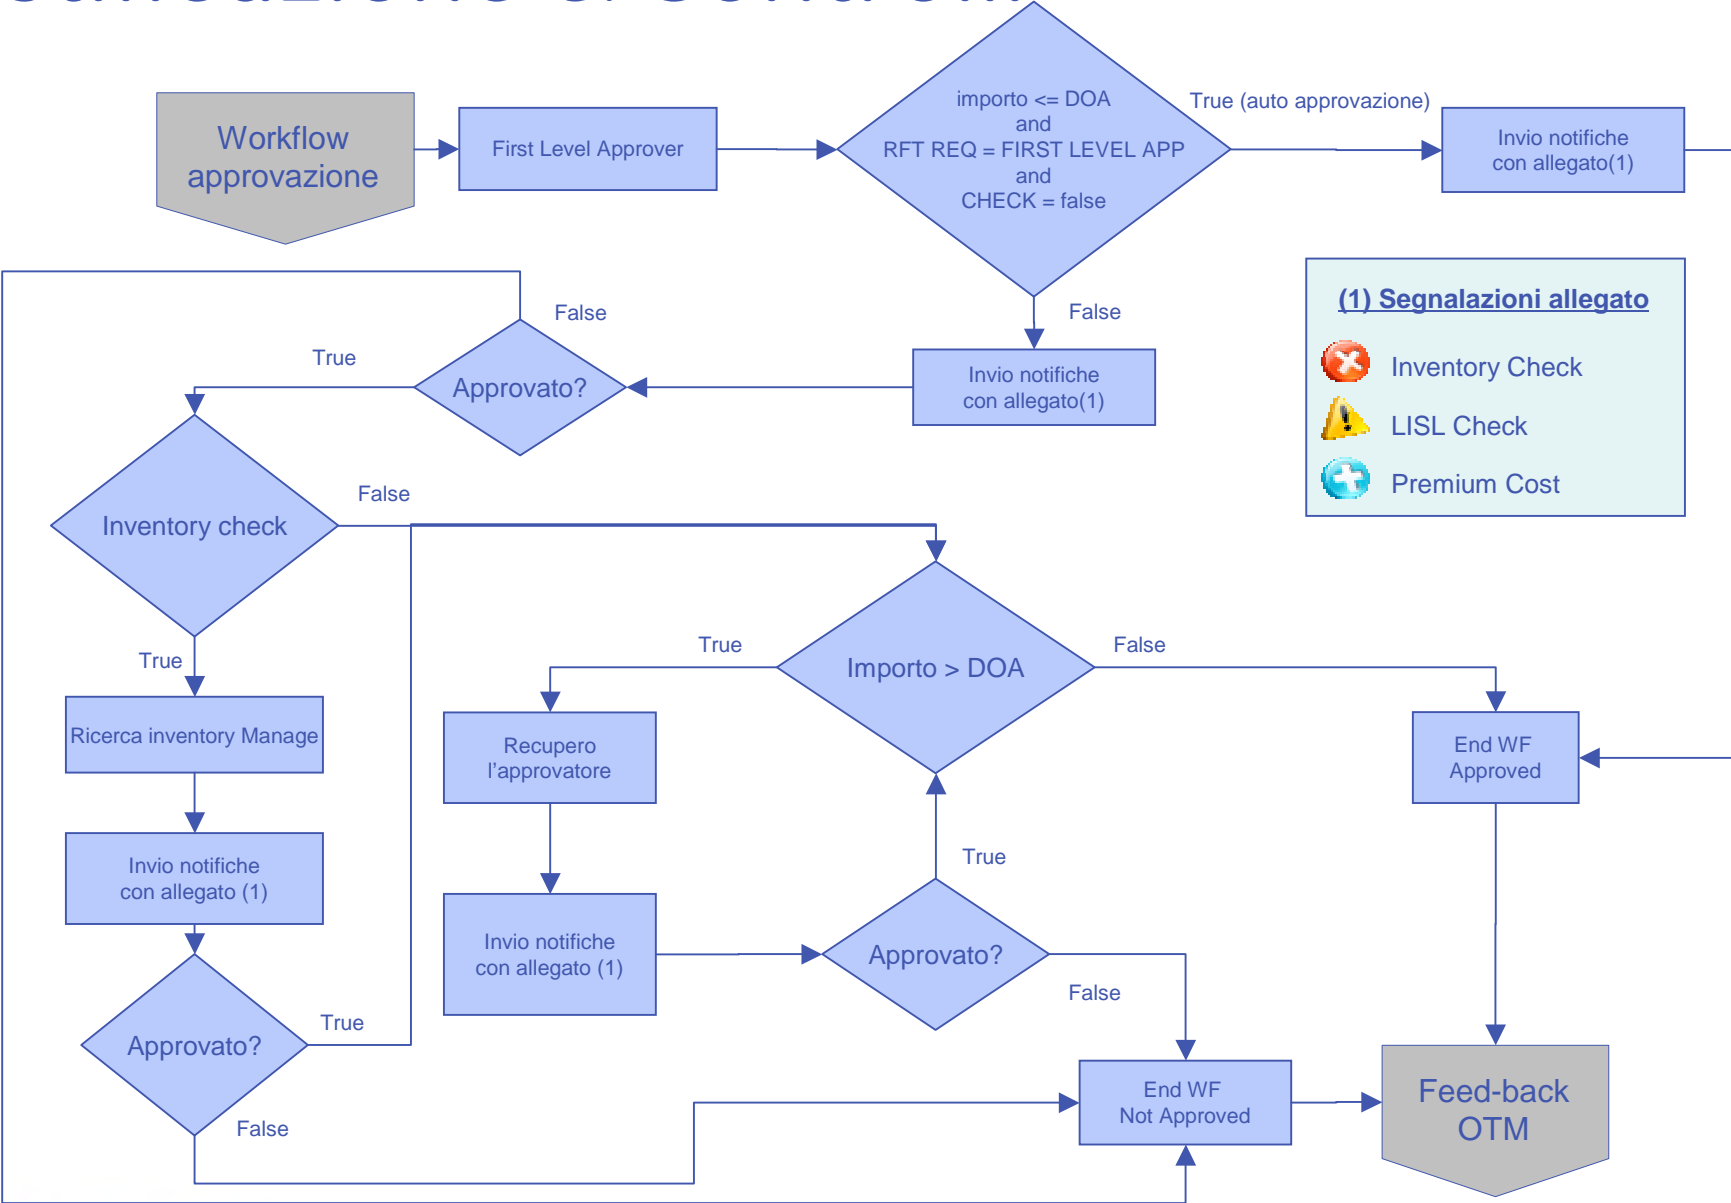 importo <= DOA
and
RFT REQ = FIRST LEVEL APP
and
CHECK = false
True (auto approvazione)
Workflow
approvazione
First Level Approver
Invio notifiche
con allegato(1)
False
(1) Segnalazioni allegato
Inventory Check
LISL Check
Premium Cost
False
True
Approvato?
Invio notifiche
con allegato(1)
False
Inventory check
True
True
False
Importo > DOA
Ricerca inventory Manage
Recupero
l'approvatore
End WF
Approved
Invio notifiche
con allegato (1)
True
Invio notifiche
con allegato (1)
Approvato?
False
True
Approvato?
False
End WF
Not Approved
Feed-back
OTM